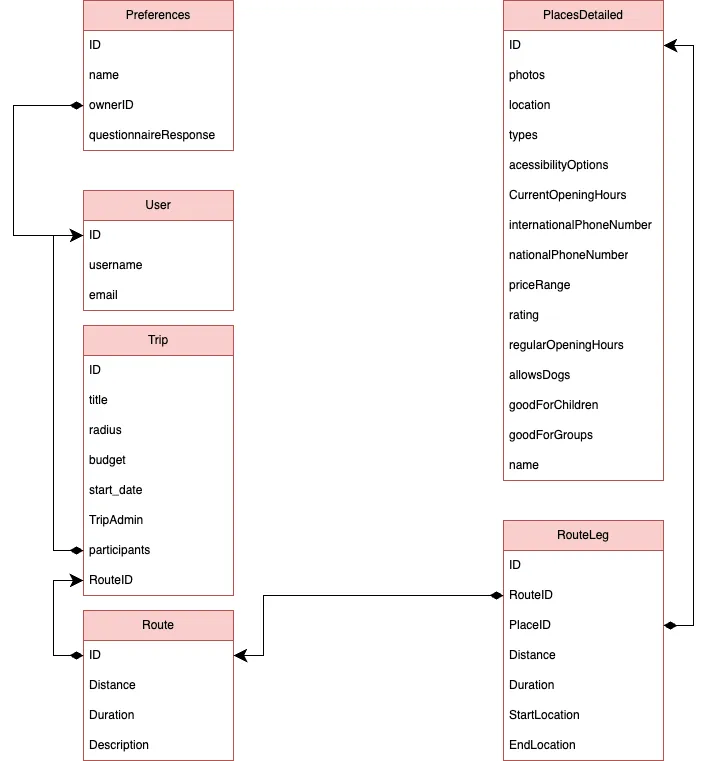 Preferences
ID
name
ownerID
questionnaireResponse
User
ID
username
email
Trip
ID
title
radius
budget
start_date
TripAdmin
participants
RouteID
Route
ID
Distance
Duration
Description
PlacesDetailed
ID
photos
location
types
acessibilityOptions
CurrentOpeningHours
internationalPhoneNumber
nationalPhoneNumber
priceRange
rating
regularOpeningHours
allowsDogs
goodForChildren
goodForGroups
name
RouteLeg
ID
RouteID
PlaceID
Distance
Duration
StartLocation
EndLocation